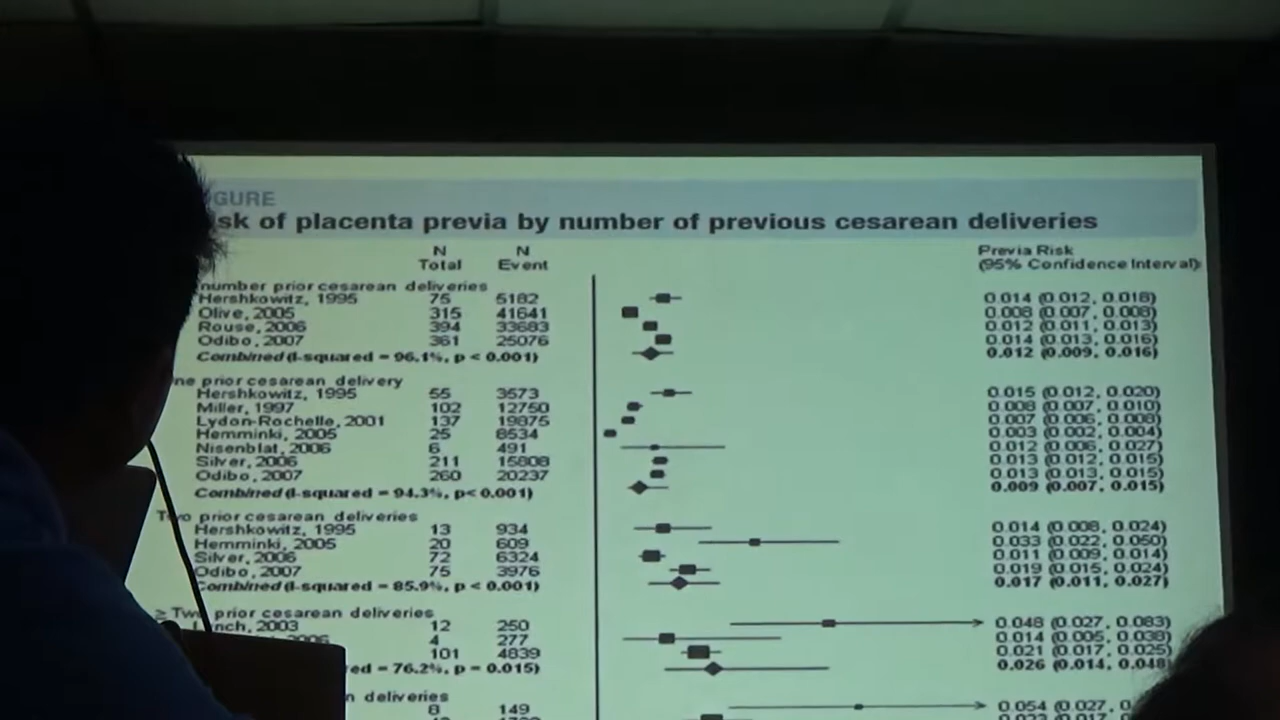 GURE
sk of placenta previa by number of previous cesarean deliveries
N Total N Event Previa Risk (95% Confidence Interval)
number prior cesarean deliveries
Hershkowitz, 1995 75 5182 0.014 (0.012, 0.018)
Olive, 2005 315 41641 0.008 (0.007, 0.008)
Rouse, 2006 394 33683 0.012 (0.011, 0.013)
Odibo, 2007 361 25076 0.014 (0.013, 0.016)
Combined (I-squared = 96.1%, p < 0.001) 0.012 (0.009, 0.016)
ne prior cesarean delivery
Hershkowitz, 1995 55 3573 0.015 (0.012, 0.020)
Miller, 1997 102 12750 0.008 (0.007, 0.010)
Lydon-Rochelle, 2001 137 19875 0.007 (0.006, 0.008)
Hemminki, 2005 25 8534 0.003 (0.002, 0.004)
Nisenblat, 2006 6 491 0.012 (0.006, 0.027)
Silver, 2006 211 15808 0.013 (0.012, 0.015)
Odibo, 2007 260 20237 0.013 (0.013, 0.015)
Combined (I-squared = 94.3%, p< 0.001) 0.009 (0.007, 0.015)
Two prior cesarean deliveries
Hershkowitz, 1995 13 934 0.014 (0.008, 0.024)
Hemminki, 2005 20 609 0.033 (0.022, 0.050)
Silver, 2006 72 6324 0.011 (0.009, 0.014)
Odibo, 2007 75 3976 0.019 (0.015, 0.024)
Combined (I-squared = 85.9%, p < 0.001) 0.017 (0.011, 0.027)
≥ Two prior cesarean deliveries
Lynch, 2003 12 250 0.048 (0.027, 0.083)
4 277 0.014 (0.005, 0.038)
101 4839 0.021 (0.017, 0.025)
ed = 76.2%, p = 0.015) 0.026 (0.014, 0.048)
n deliveries
8 149 0.054 (0.027, 0